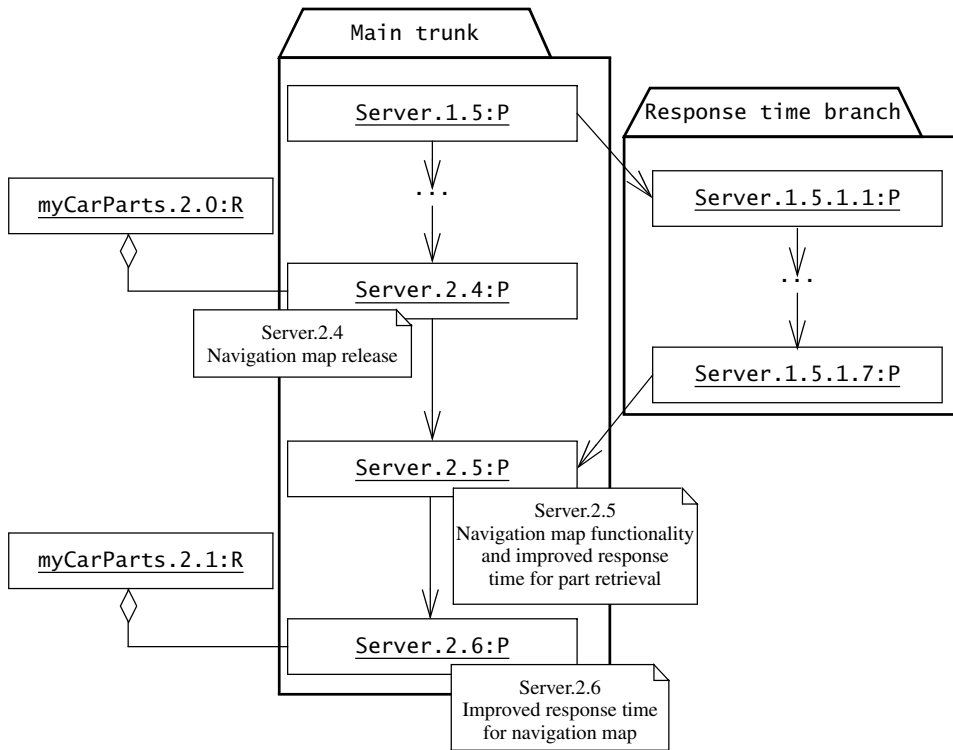 Main trunk
Server.1.5:P
Response time branch
...
myCarParts.2.0:R
Server.1.5.1.1:P
Server.2.4:P
...
Server.2.4
Navigation map release
Server.1.5.1.7:P
Server.2.5:P
Server.2.5
Navigation map functionality
and improved response
time for part retrieval
myCarParts.2.1:R
Server.2.6:P
Server.2.6
Improved response time
for navigation map